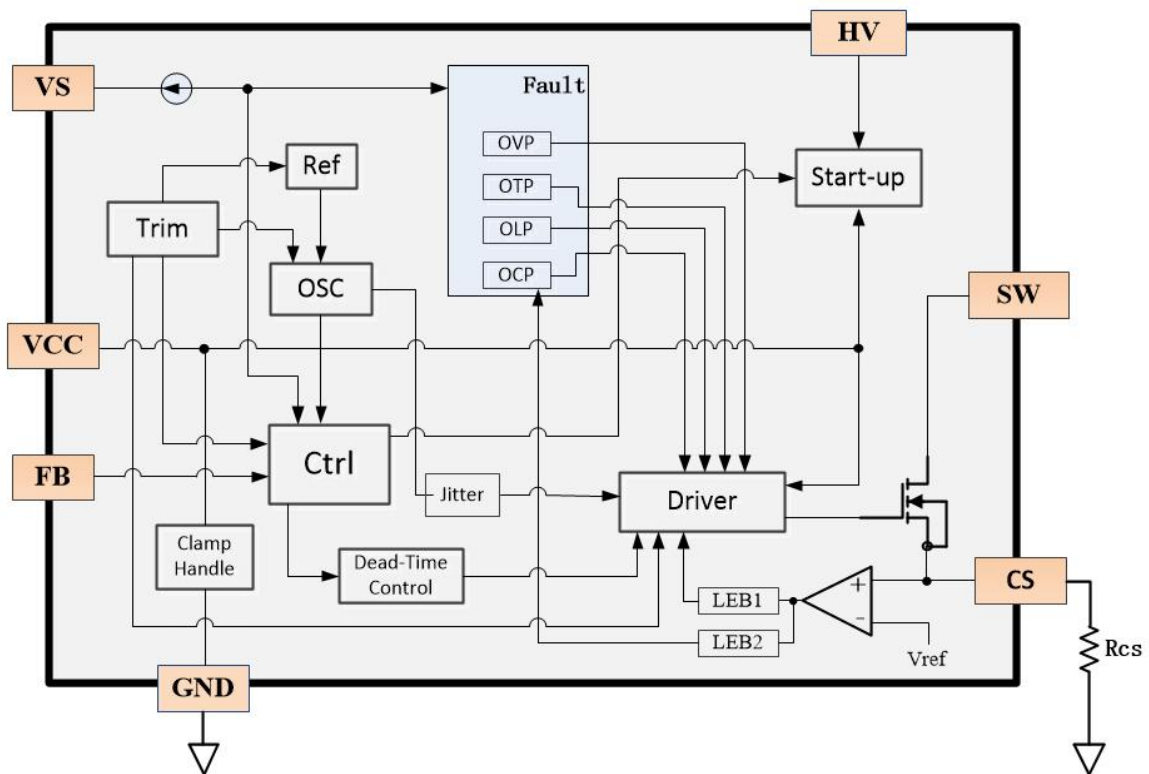 HV
VS
Fault
OVP
Ref
OTP
Start-up
Trim
OLP
OSC
OCP
SW
VCC
Ctrl
FB
Jitter
Driver
Clamp
Handle
Dead-Time
Control
LEB1
+
CS
-
LEB2
Vref
Rcs
GND